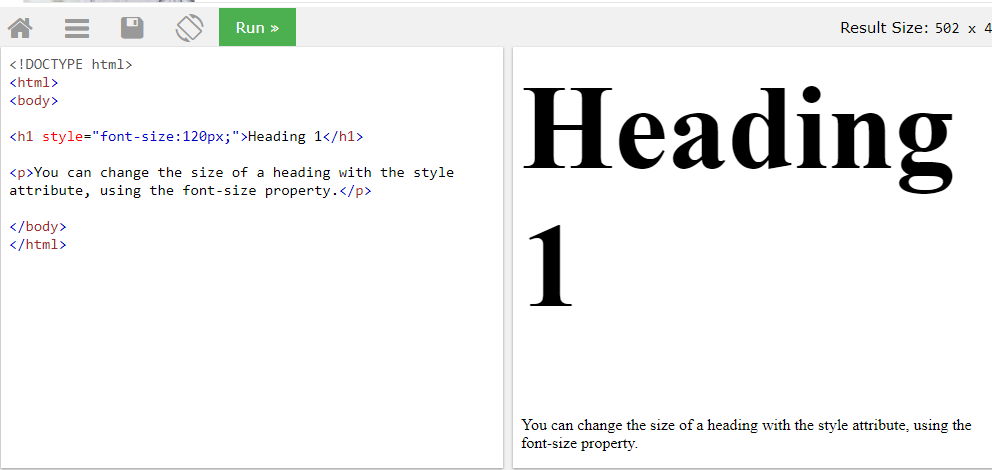 Run »
Result Size: 502 x 4
<!DOCTYPE html>
<html>
<body>
<h1 style="font-size:120px;">Heading 1</h1>
<p>You can change the size of a heading with the style
attribute, using the font-size property.</p>
</body>
</html>
Heading
1
You can change the size of a heading with the style attribute, using the
font-size property.